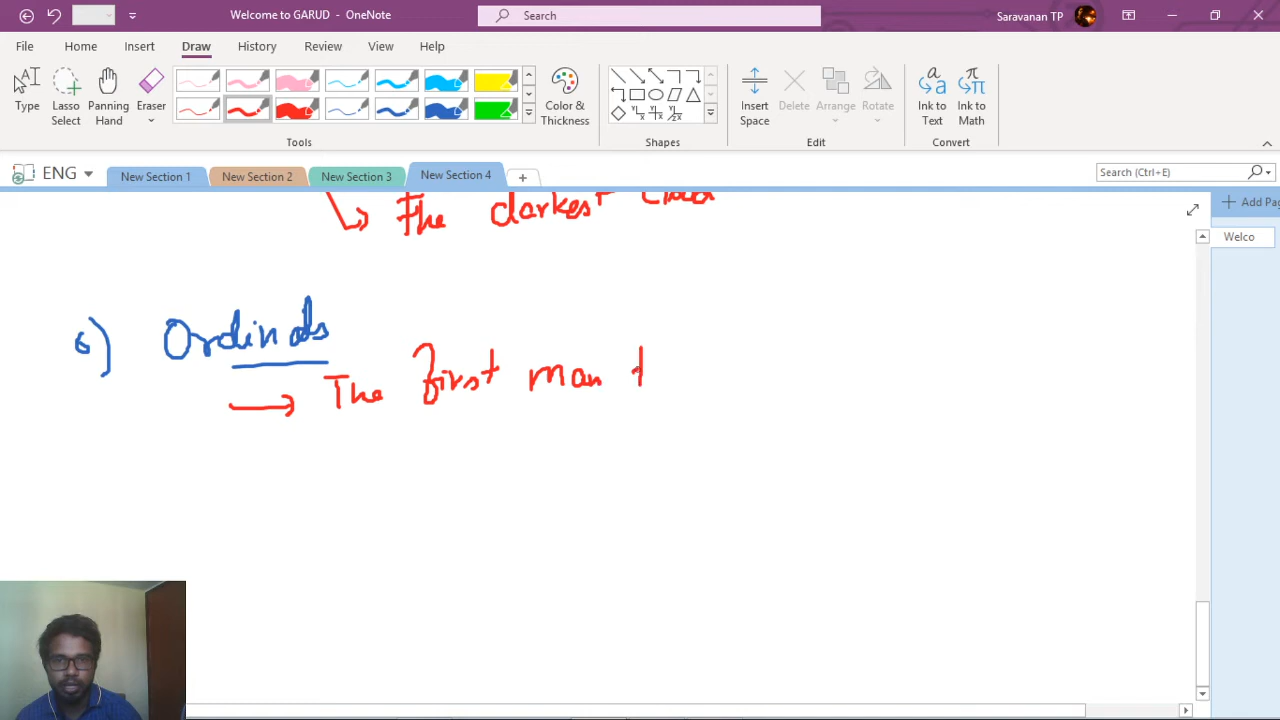 Welcome to GARUD - OneNote
Search
Saravanan TP
File Home Insert Draw History Review View Help
Type
Lasso Select
Panning Hand
Eraser
Color & Thickness
Insert Space
Delete
Arrange
Rotate
Ink to Text
Ink to Math
Tools
Shapes
Edit
Convert
ENG
New Section 1
New Section 2
New Section 3
New Section 4
Search (Ctrl+E)
Add Pag
Welco
The darkest
6) Ordinals
The first man t